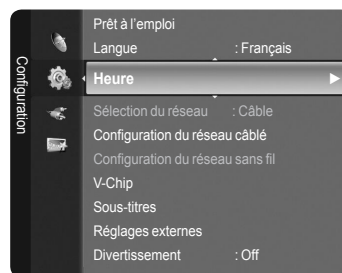 Configuration
Prêt à l'emploi
Langue : Français
Heure
Sélection du réseau : Câble
Configuration du réseau câblé
Configuration du réseau sans fil
V-Chip
Sous-titres
Réglages externes
Divertissement : Off